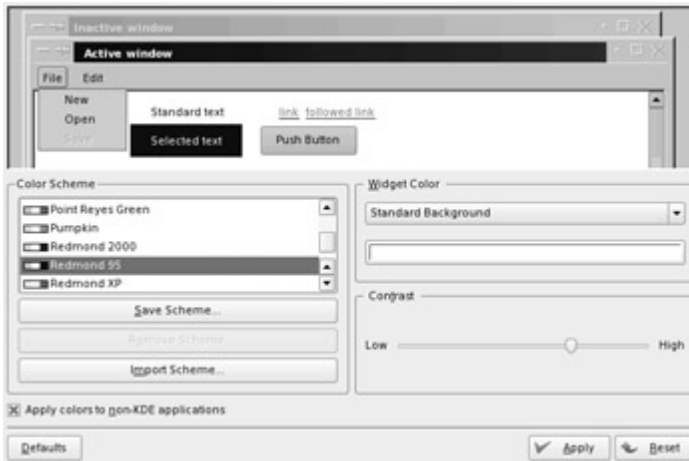 Inactive window
Active window
File Edit
New
Open
Save
Standard text link followed link
Selected text Push Button
Color Scheme
Point Reyes Green
Pumpkin
Redmond 2000
Redmond 95
Redmond XP
Save Scheme...
Remove Scheme
Import Scheme...
Widget Color
Standard Background
Contrast
Low High
Apply colors to non-KDE applications
Defaults Apply Reset